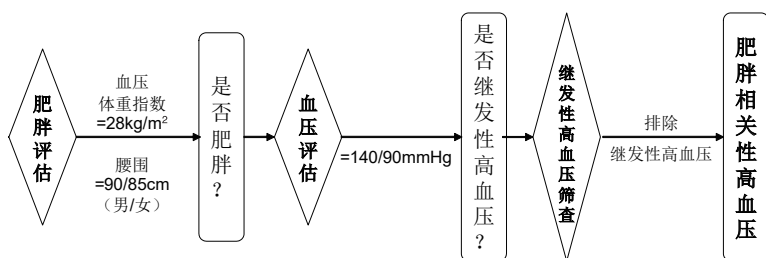 肥胖评估
血压
体重指数
=28kg/m²
腰围
=90/85cm
（男/女）
是否肥胖？
血压评估
=140/90mmHg
是否继发性高血压？
继发性高血压筛查
排除
继发性高血压
肥胖相关性高血压